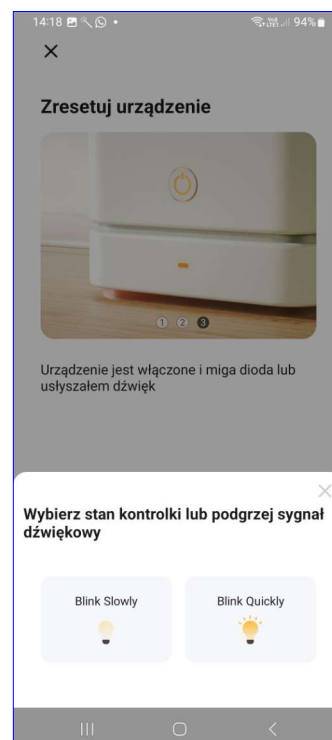 14:18
94%
Zresetuj urządzenie
1 2 3
Urządzenie jest włączone i miga dioda lub
usłyszałem dźwięk
Wybierz stan kontrolki lub podgrzej sygnał
dźwiękowy
Blink Slowly
Blink Quickly